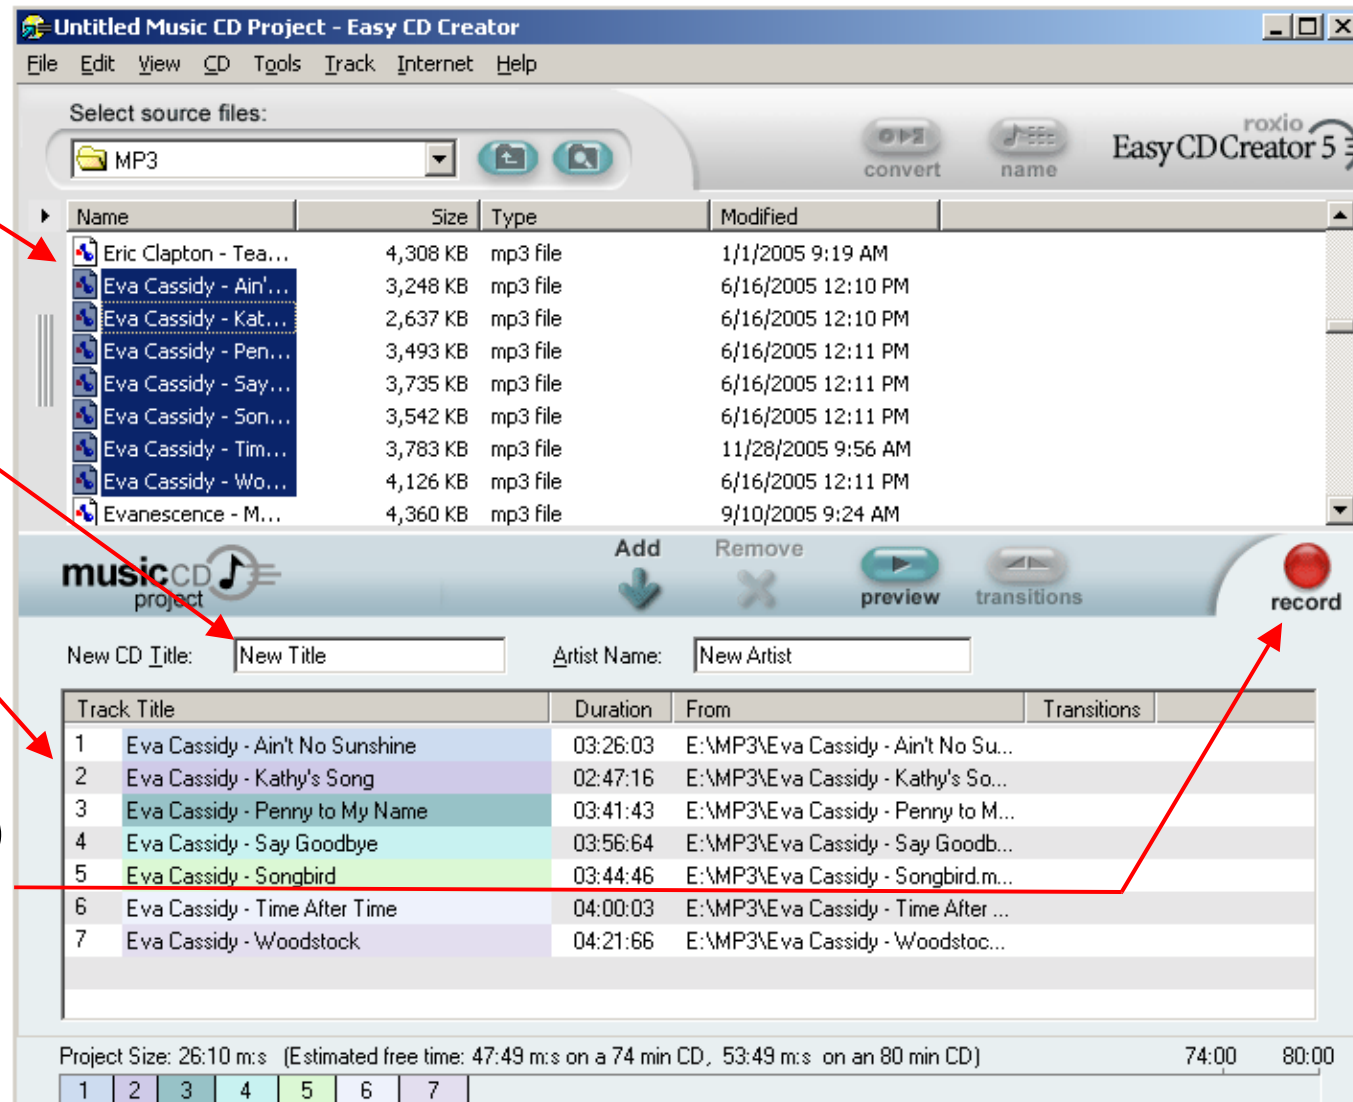 Untitled Music CD Project - Easy CD Creator
File Edit View CD Tools Track Internet Help
Select source files:
MP3
convert
name
roxio
Easy CD Creator 5
Name Size Type Modified
Eric Clapton - Tea... 4,308 KB mp3 file 1/1/2005 9:19 AM
Eva Cassidy - Ain'... 3,248 KB mp3 file 6/16/2005 12:10 PM
Eva Cassidy - Kat... 2,637 KB mp3 file 6/16/2005 12:10 PM
Eva Cassidy - Pen... 3,493 KB mp3 file 6/16/2005 12:11 PM
Eva Cassidy - Say... 3,735 KB mp3 file 6/16/2005 12:11 PM
Eva Cassidy - Son... 3,542 KB mp3 file 6/16/2005 12:11 PM
Eva Cassidy - Tim... 3,783 KB mp3 file 11/28/2005 9:56 AM
Eva Cassidy - Wo... 4,126 KB mp3 file 6/16/2005 12:11 PM
Evanescence - M... 4,360 KB mp3 file 9/10/2005 9:24 AM
music CD project
Add Remove preview transitions record
New CD Title: New Title Artist Name: New Artist
Track Title Duration From Transitions
1 Eva Cassidy - Ain't No Sunshine 03:26:03 E:\MP3\Eva Cassidy - Ain't No Su...
2 Eva Cassidy - Kathy's Song 02:47:16 E:\MP3\Eva Cassidy - Kathy's So...
3 Eva Cassidy - Penny to My Name 03:41:43 E:\MP3\Eva Cassidy - Penny to M...
4 Eva Cassidy - Say Goodbye 03:56:64 E:\MP3\Eva Cassidy - Say Goodb...
5 Eva Cassidy - Songbird 03:44:46 E:\MP3\Eva Cassidy - Songbird.m...
6 Eva Cassidy - Time After Time 04:00:03 E:\MP3\Eva Cassidy - Time After ...
7 Eva Cassidy - Woodstock 04:21:66 E:\MP3\Eva Cassidy - Woodstoc...
)
Project Size: 26:10 m:s (Estimated free time: 47:49 m:s on a 74 min CD, 53:49 m:s on an 80 min CD) 74:00 80:00
1 2 3 4 5 6 7